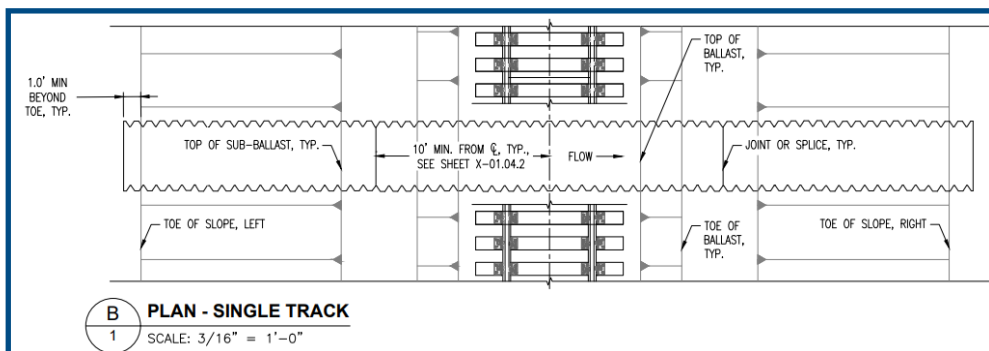 1.0' MIN
BEYOND
TOE, TYP.
TOP OF
BALLAST,
TYP.
TOP OF SUB-BALLAST, TYP.
10' MIN. FROM ℄, TYP.,
SEE SHEET X-01.04.2
FLOW
JOINT OR SPLICE, TYP.
TOE OF SLOPE, LEFT
TOE OF
BALLAST,
TYP.
TOE OF SLOPE, RIGHT
B
1
PLAN - SINGLE TRACK
SCALE: 3/16" = 1'-0"